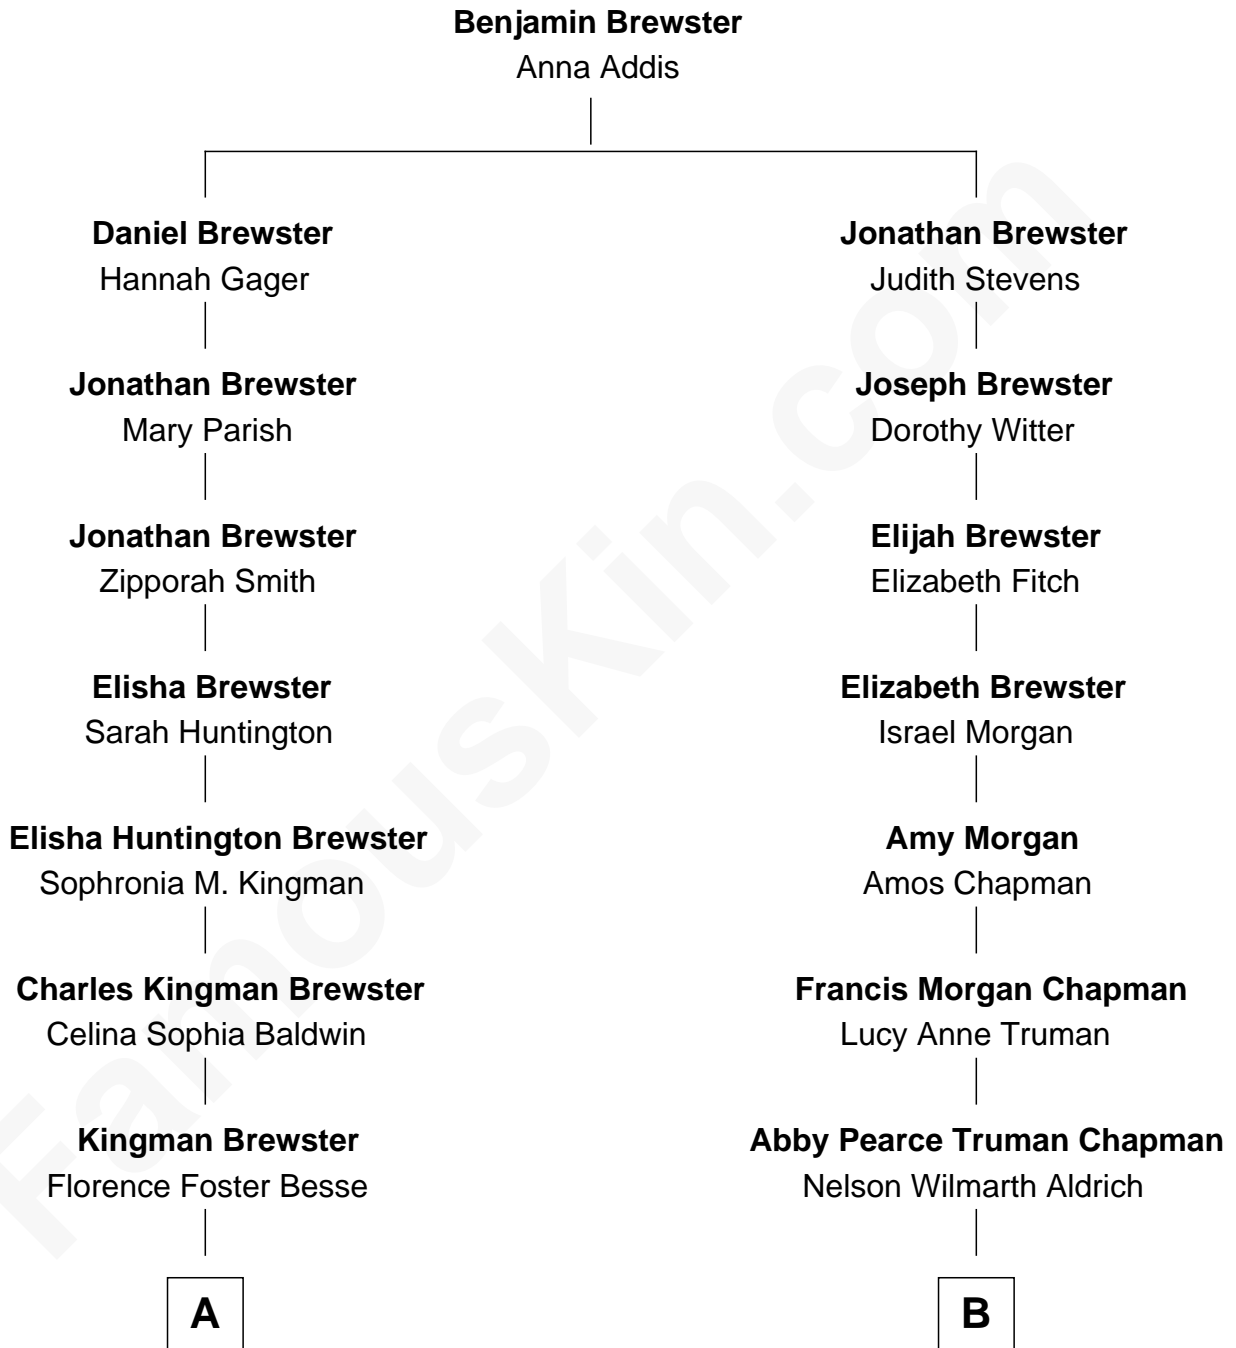 Benjamin Brewster
Anna Addis
Daniel Brewster
Hannah Gager
Jonathan Brewster
Judith Stevens
Jonathan Brewster
Mary Parish
Joseph Brewster
Dorothy Witter
Jonathan Brewster
Zipporah Smith
Elijah Brewster
Elizabeth Fitch
Elisha Brewster
Sarah Huntington
Elizabeth Brewster
Israel Morgan
Elisha Huntington Brewster
Sophronia M. Kingman
Amy Morgan
Amos Chapman
Charles Kingman Brewster
Celina Sophia Baldwin
Francis Morgan Chapman
Lucy Anne Truman
Kingman Brewster
Florence Foster Besse
Abby Pearce Truman Chapman
Nelson Wilmarth Aldrich
A
B
FamousKin.com